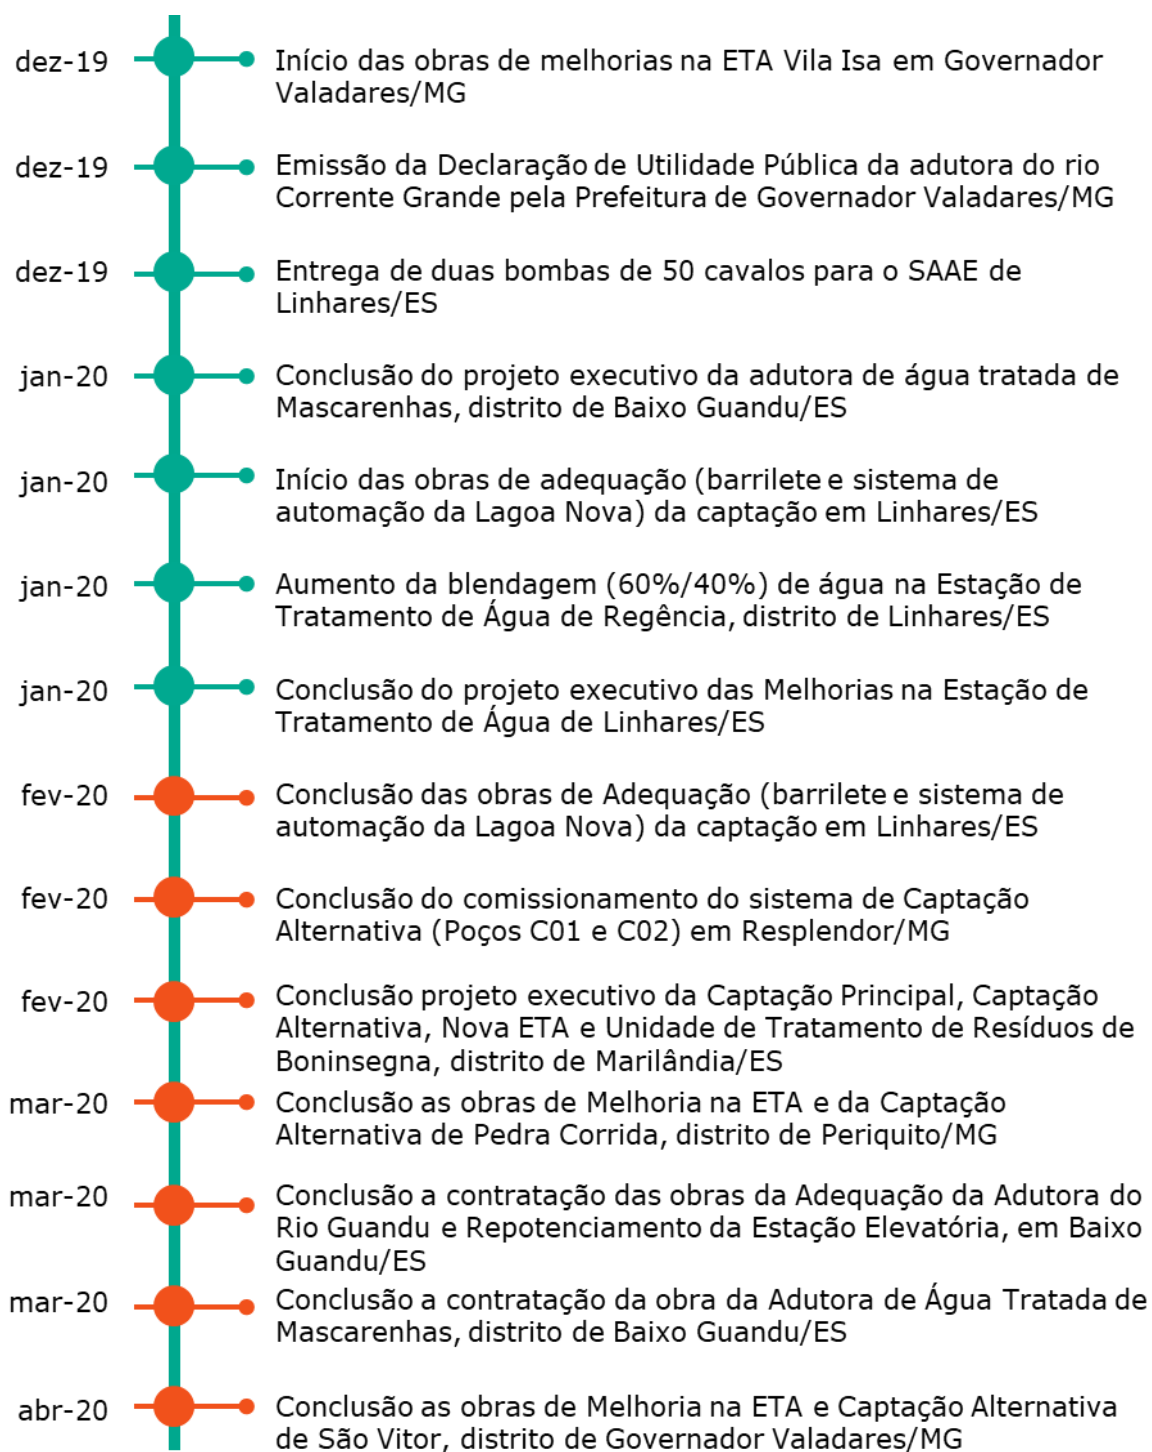 dez-19
Início das obras de melhorias na ETA Vila Isa em Governador
Valadares/MG
dez-19
Emissão da Declaração de Utilidade Pública da adutora do rio
Corrente Grande pela Prefeitura de Governador Valadares/MG
dez-19
Entrega de duas bombas de 50 cavalos para o SAAE de
Linhares/ES
jan-20
Conclusão do projeto executivo da adutora de água tratada de
Mascarenhas, distrito de Baixo Guandu/ES
jan-20
Início das obras de adequação (barrilete e sistema de
automação da Lagoa Nova) da captação em Linhares/ES
jan-20
Aumento da blendagem (60%/40%) de água na Estação de
Tratamento de Água de Regência, distrito de Linhares/ES
jan-20
Conclusão do projeto executivo das Melhorias na Estação de
Tratamento de Água de Linhares/ES
fev-20
Conclusão das obras de Adequação (barrilete e sistema de
automação da Lagoa Nova) da captação em Linhares/ES
fev-20
Conclusão do comissionamento do sistema de Captação
Alternativa (Poços C01 e C02) em Resplendor/MG
fev-20
Conclusão projeto executivo da Captação Principal, Captação
Alternativa, Nova ETA e Unidade de Tratamento de Resíduos de
Boninsegna, distrito de Marilândia/ES
mar-20
Conclusão as obras de Melhoria na ETA e da Captação
Alternativa de Pedra Corrida, distrito de Periquito/MG
mar-20
Conclusão a contratação das obras da Adequação da Adutora do
Rio Guandu e Repotenciamento da Estação Elevatória, em Baixo
Guandu/ES
mar-20
Conclusão a contratação da obra da Adutora de Água Tratada de
Mascarenhas, distrito de Baixo Guandu/ES
abr-20
Conclusão as obras de Melhoria na ETA e Captação Alternativa
de São Vitor, distrito de Governador Valadares/MG